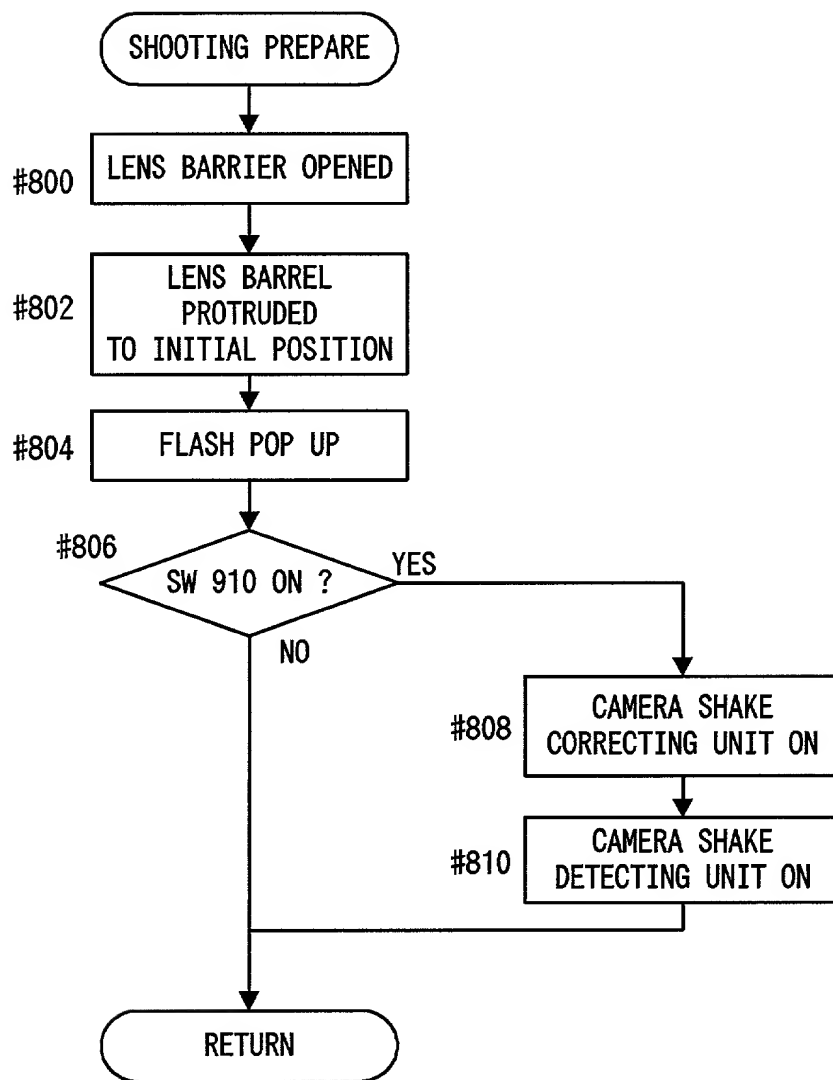 SHOOTING PREPARE
#800
LENS BARRIER OPENED
#802
LENS BARREL
PROTRUDED
TO INITIAL POSITION
#804
FLASH POP UP
#806
SW 910 ON ?
YES
NO
#808
CAMERA SHAKE
CORRECTING UNIT ON
#810
CAMERA SHAKE
DETECTING UNIT ON
RETURN